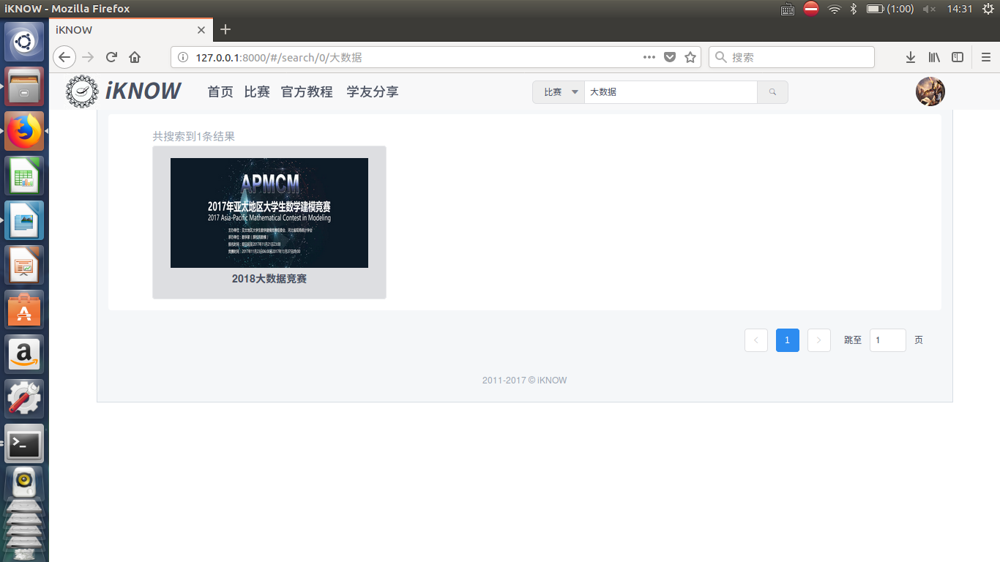 iKNOW - Mozilla Firefox
(1:00)
14:31
iKNOW
127.0.0.1:8000/#/search/0/大数据
搜索
iKNOW
首页 比赛 官方教程 学友分享
比赛
大数据
共搜索到1条结果
APMCM
2017年亚太地区大学生数学建模竞赛
2017 Asia-Pacific Mathematical Contest in Modeling
2018大数据竞赛
1
跳至
1
页
2011-2017 © iKNOW